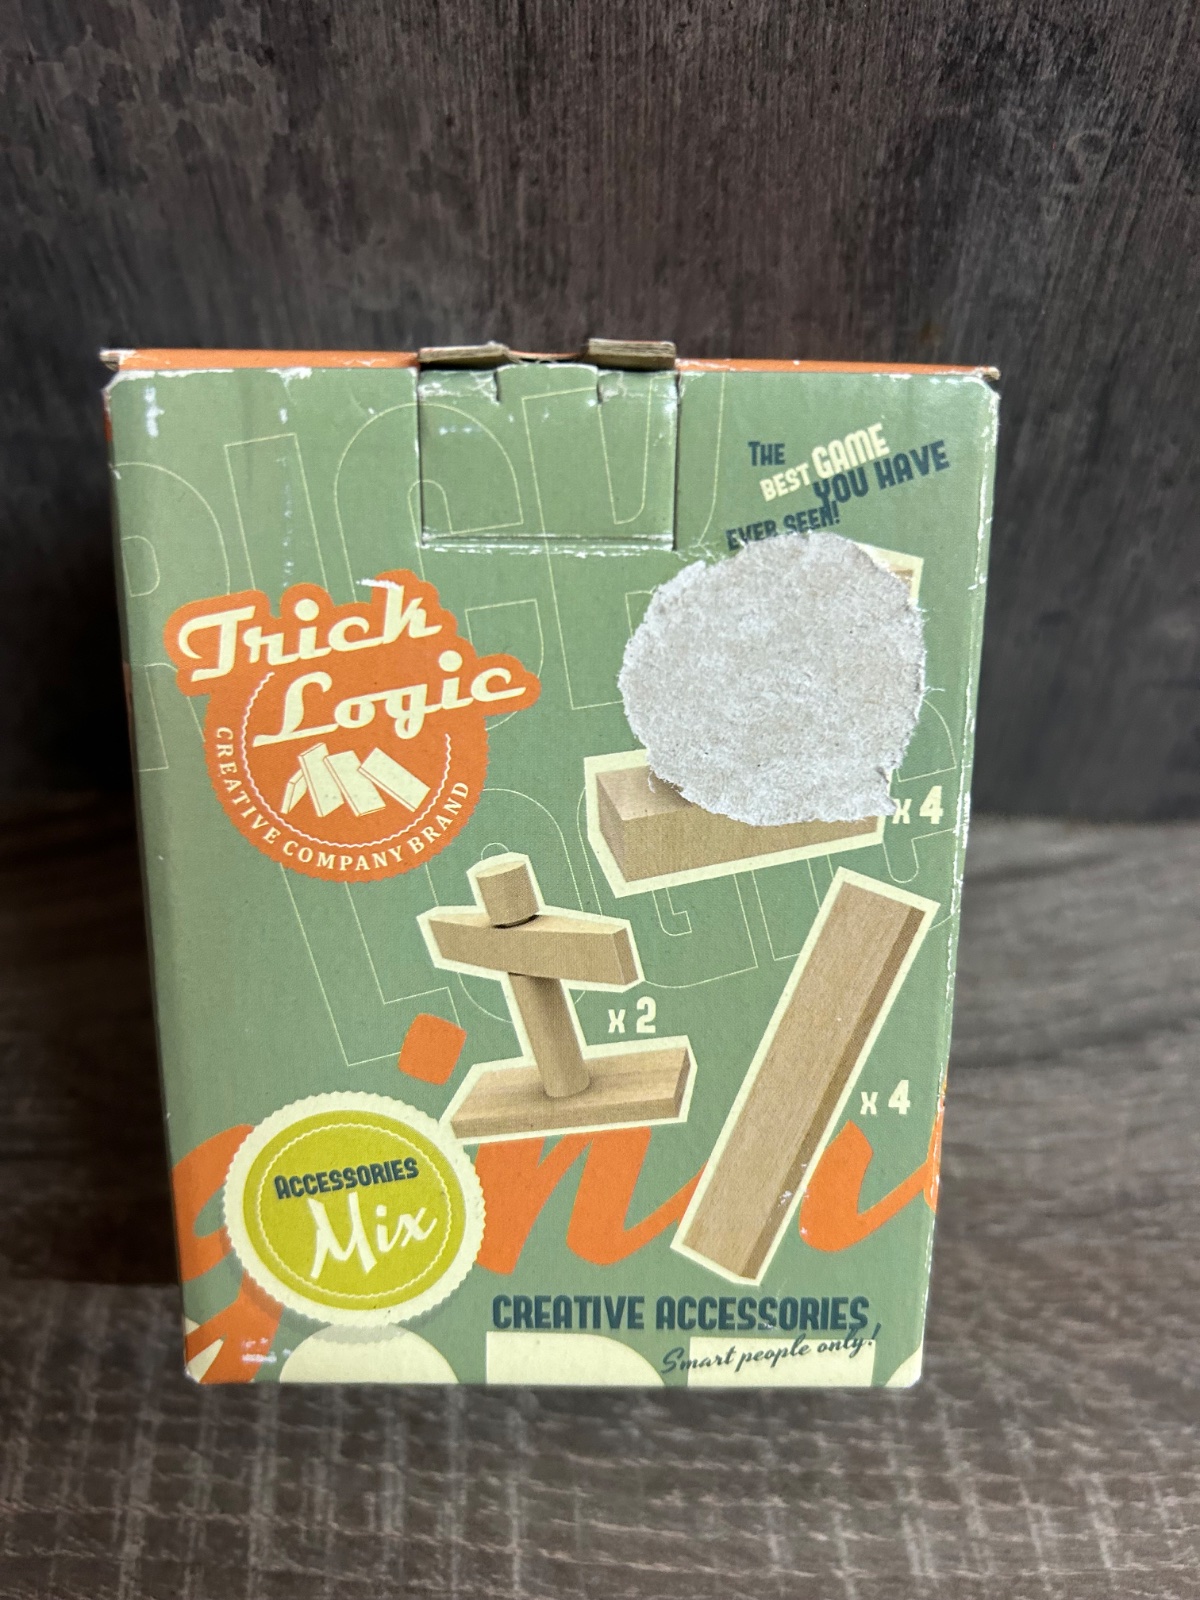 THE
BEST GAME
YOU HAVE
EVER SEEN!
Trick
Logic
CREATIVE COMPANY BRAND
x 4
x 2
x 4
ACCESSORIES
Mix
CREATIVE ACCESSORIES,
Smart people only!